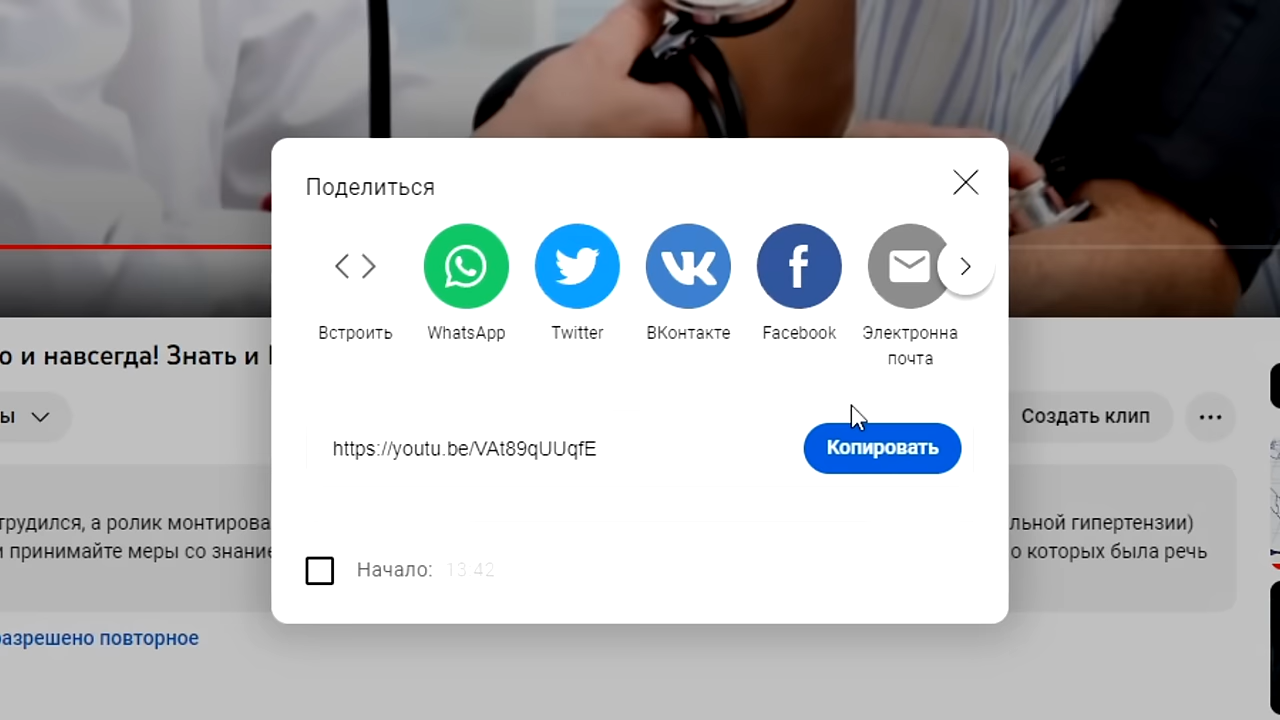 Поделиться
Встроить
WhatsApp
Twitter
ВКонтакте
Facebook
Электронна
почта
о и навсегда! Знать и
ы
Создать клип
https://youtu.be/VAt89qUUqfE
Копировать
трудился, а ролик монтирова
льной гипертензии)
и принимайте меры со знание
о которых была речь
Начало: 13 42
разрешено повторное